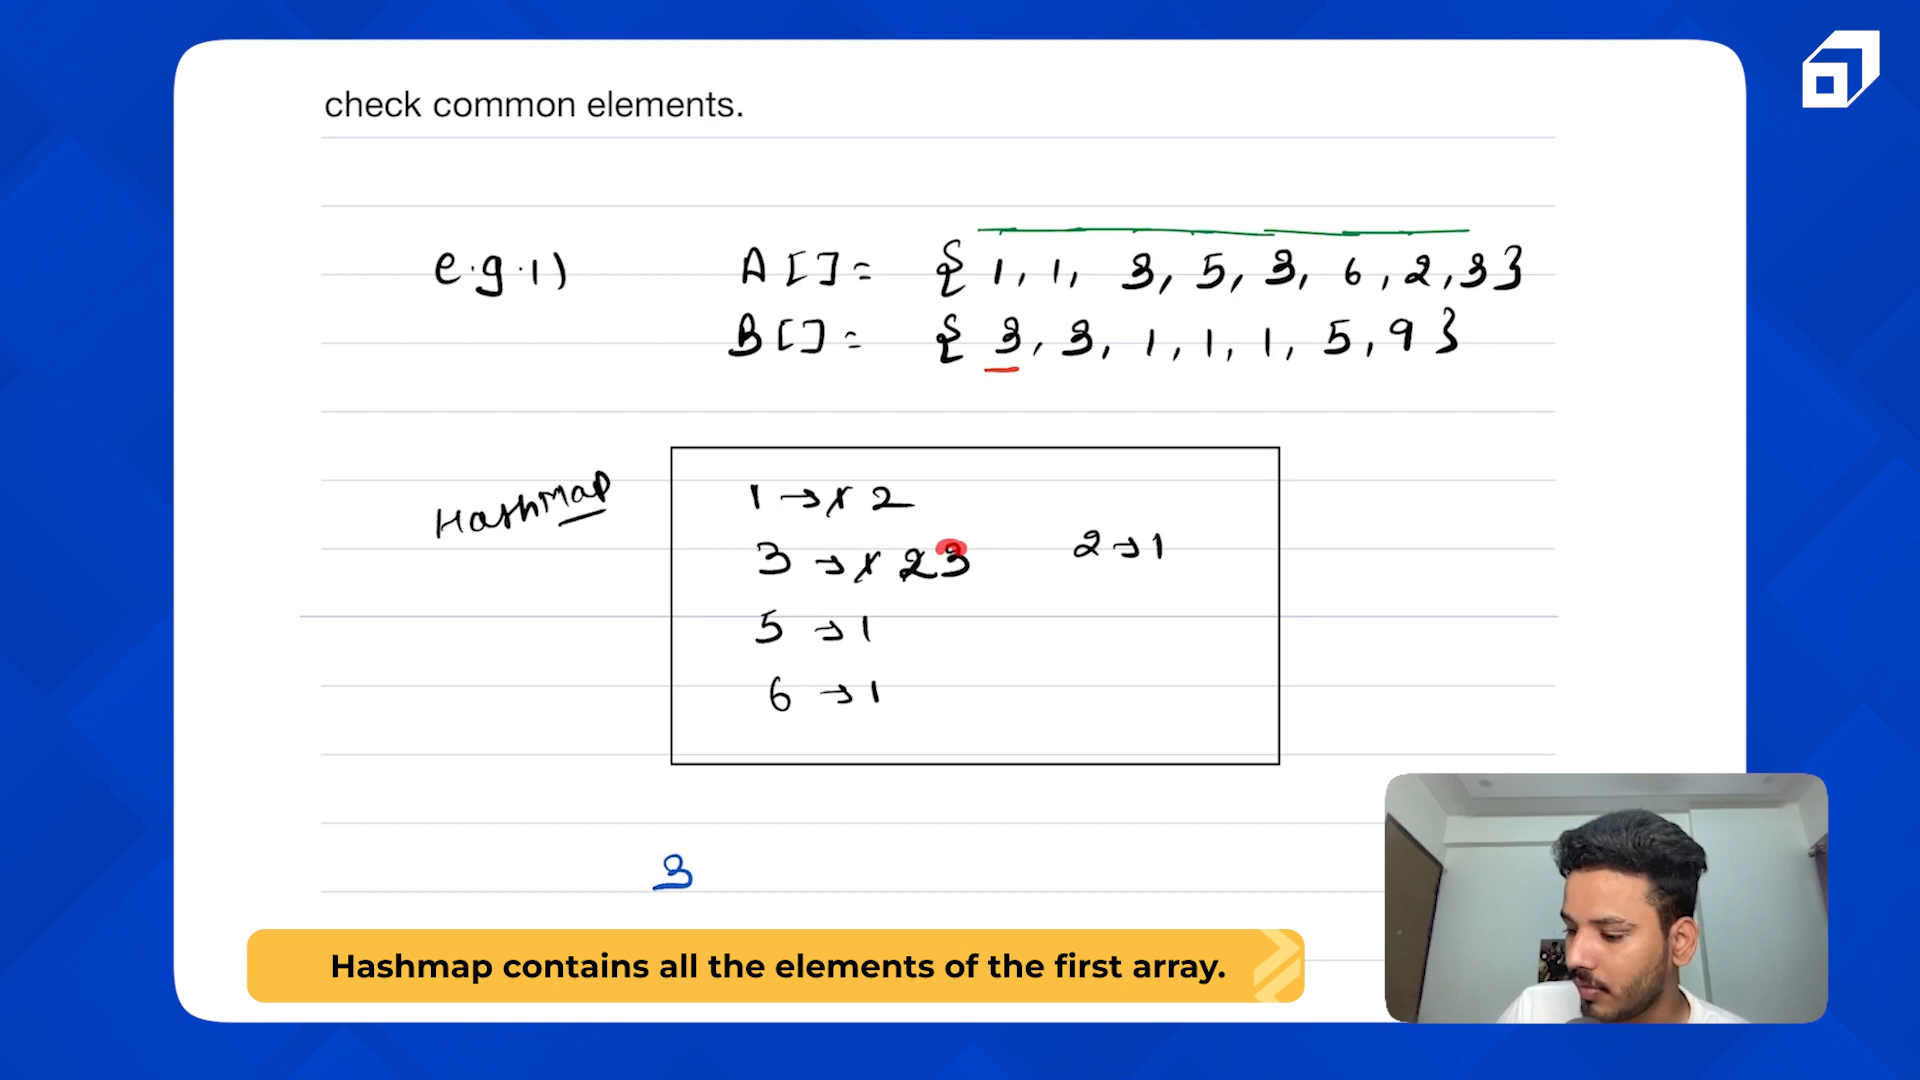 check common elements.
e.g.1) A[] = { 1, 1, 3, 5, 3, 6, 2, 3 }
B[] = { 3, 3, 1, 1, 1, 5, 9 }
HashMap
1 → 1 2
3 → 1 2 3
2 → 1
5 → 1
6 → 1
3
Hashmap contains all the elements of the first array.